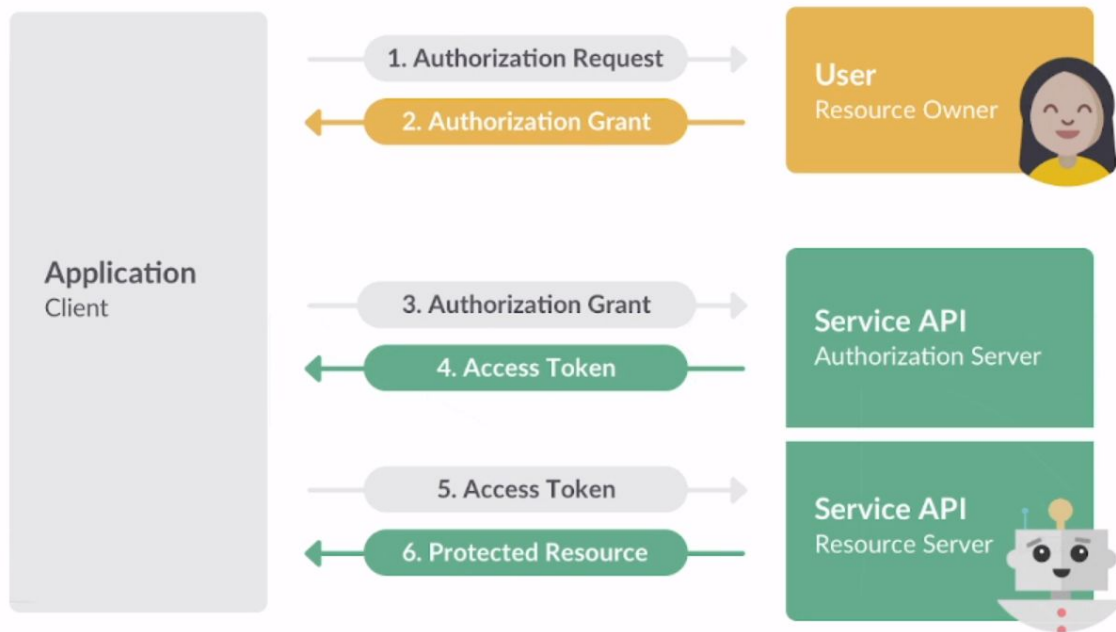 1. Authorization Request
User
Resource Owner
2. Authorization Grant
Application
Client
3. Authorization Grant
Service API
Authorization Server
4. Access Token
5. Access Token
Service API
Resource Server
6. Protected Resource